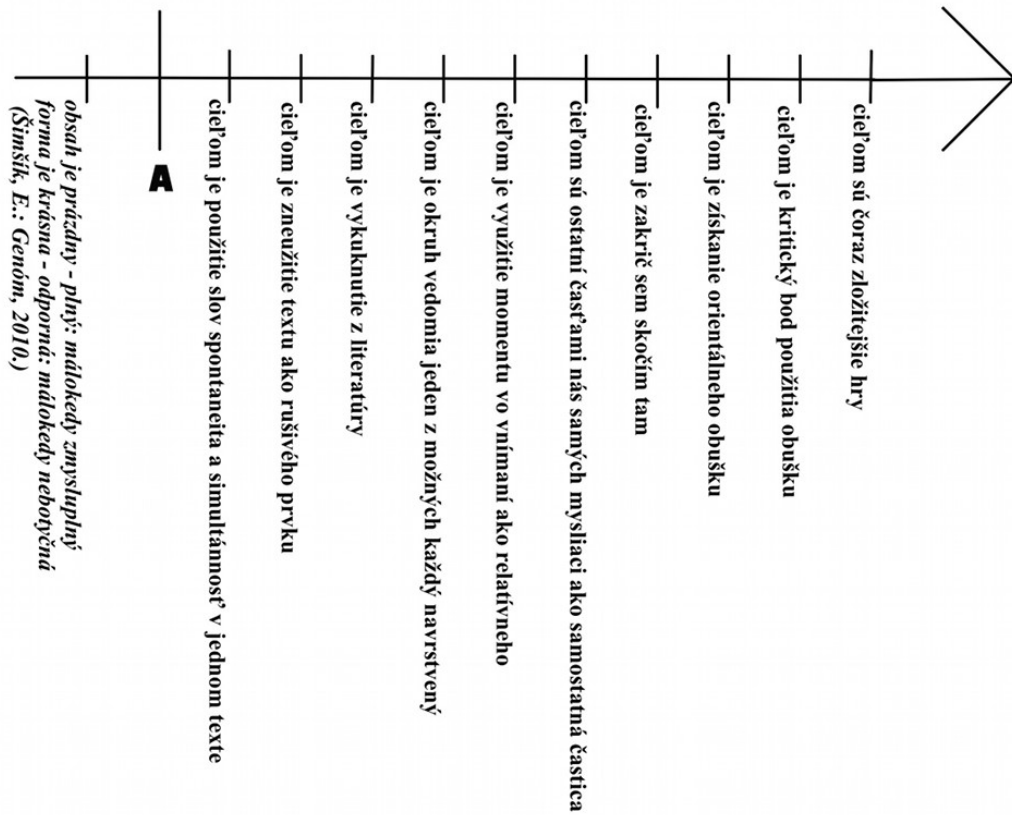 cieľom sú čoraz zložitejšie hry
cieľom je kritický bod použitia obušku
cieľom je získanie orientálneho obušku
cieľom je zakrič sem skočím tam
cieľom sú ostatní časťami nás samých mysliaci ako samostatná častica
cieľom je využitie momentu vo vnímaní ako relatívneho
cieľom je okruh vedomia jeden z možných každý navrstvený
cieľom je vykuknutie z literatúry
cieľom je zneužitie textu ako rušivého prvku
cieľom je použitie slov spontaneita a simultánnosť v jednom texte
A
obsah je prázdny - plný: málokedy zmysluplný
forma je krásna - odporná: málokedy nebotyčná
(Šimšík, E.: Genóm, 2010.)